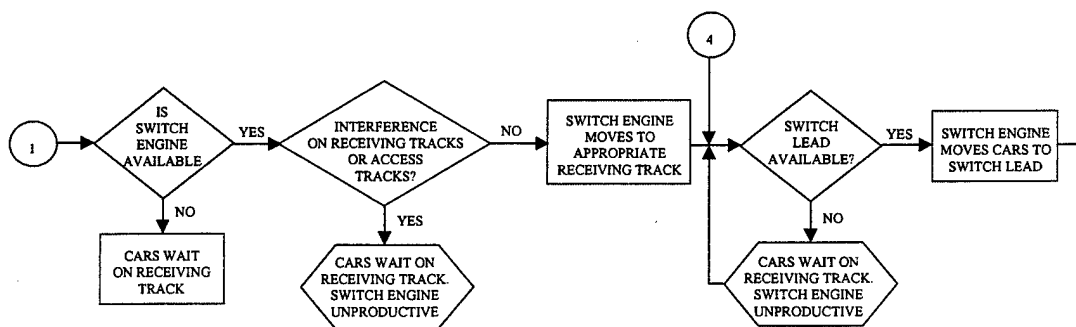 1
IS
SWITCH
ENGINE
AVAILABLE
YES
NO
CARS WAIT
ON RECEIVING
TRACK
INTERFERENCE
ON RECEIVING TRACKS
OR ACCESS
TRACKS?
NO
YES
CARS WAIT ON
RECEIVING TRACK.
SWITCH ENGINE
UNPRODUCTIVE
SWITCH ENGINE
MOVES TO
APPROPRIATE
RECEIVING TRACK
4
SWITCH
LEAD
AVAILABLE?
YES
NO
CARS WAIT ON
RECEIVING TRACK.
SWITCH ENGINE
UNPRODUCTIVE
SWITCH ENGINE
MOVES CARS TO
SWITCH LEAD